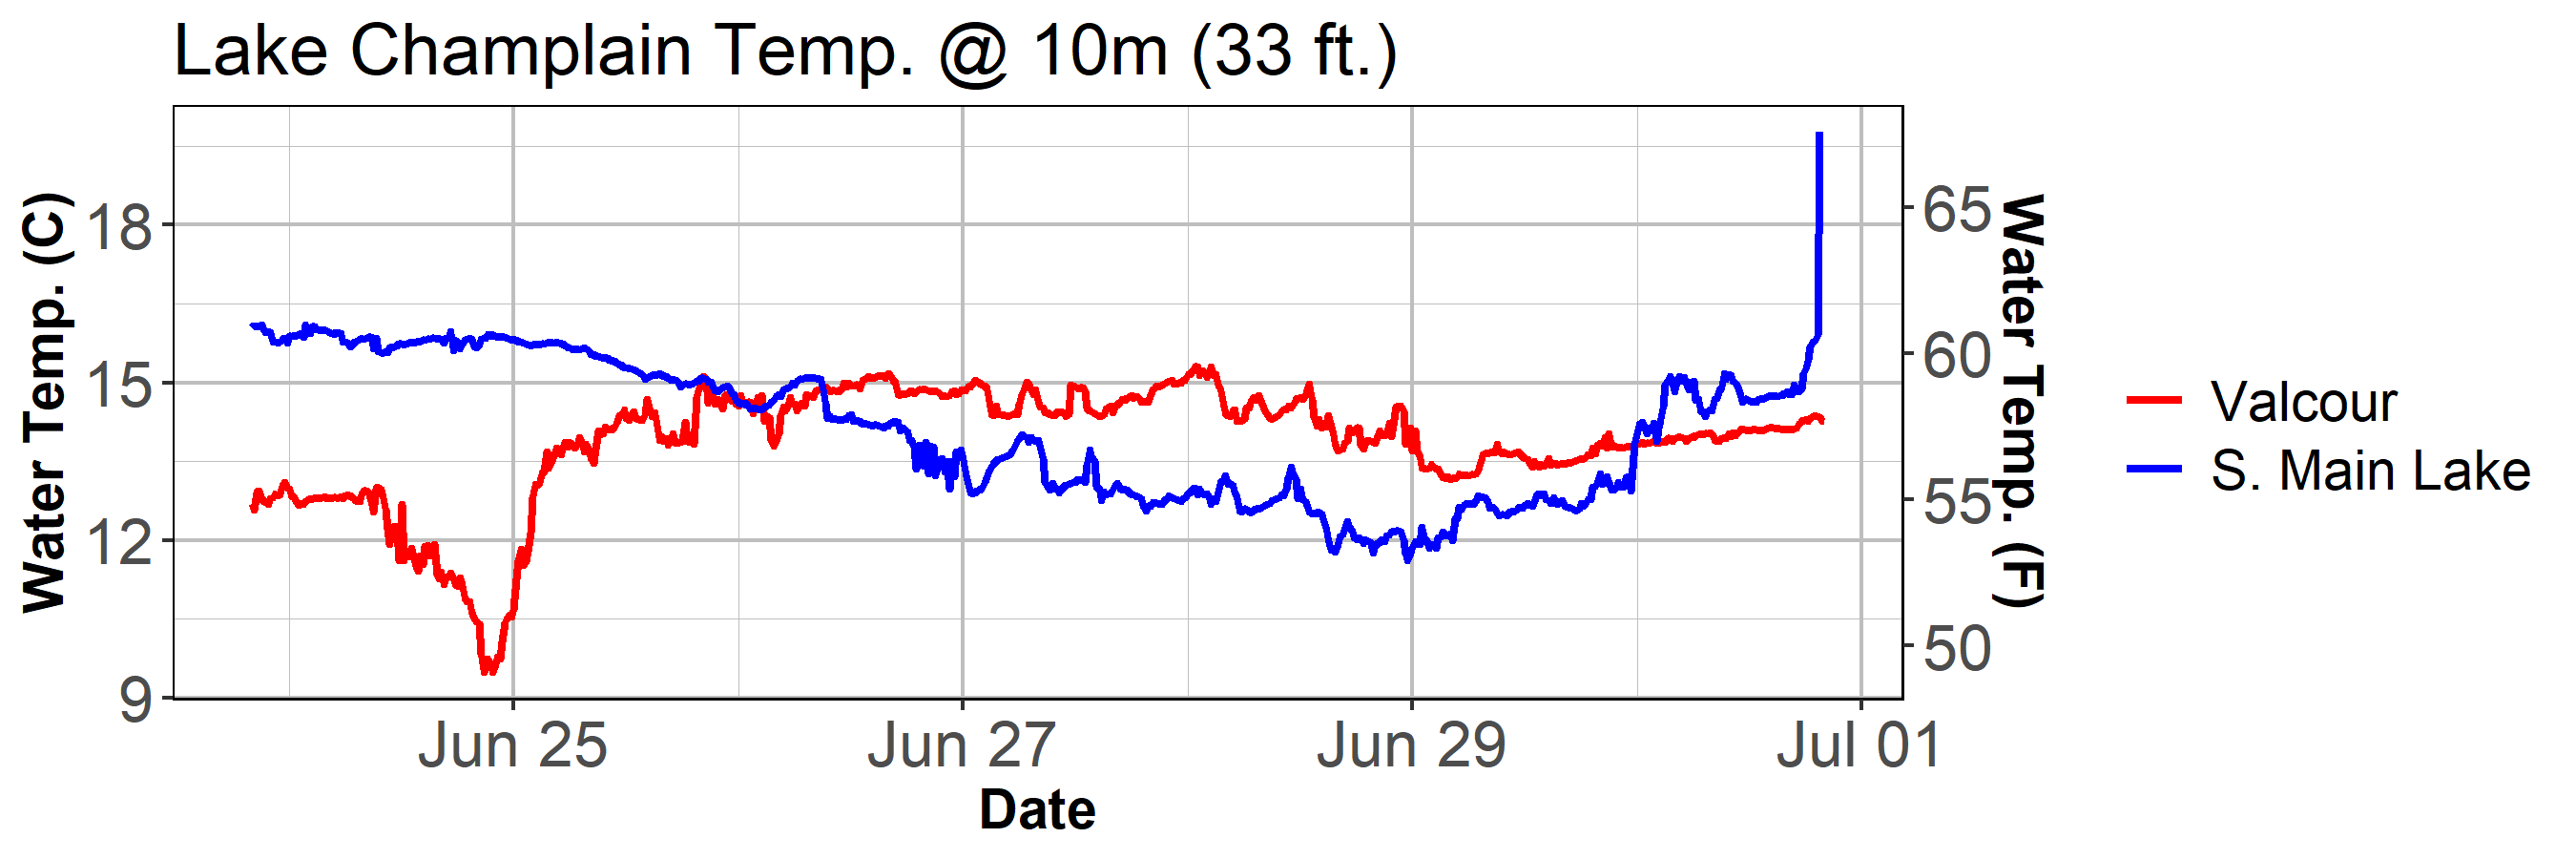 Lake Champlain Temp. @ 10m (33 ft.)
Water Temp. (C)
18
15
12
9
65
60
55
50
Water Temp. (F)
Jun 25
Jun 27
Jun 29
Jul 01
Date
Valcour
S. Main Lake